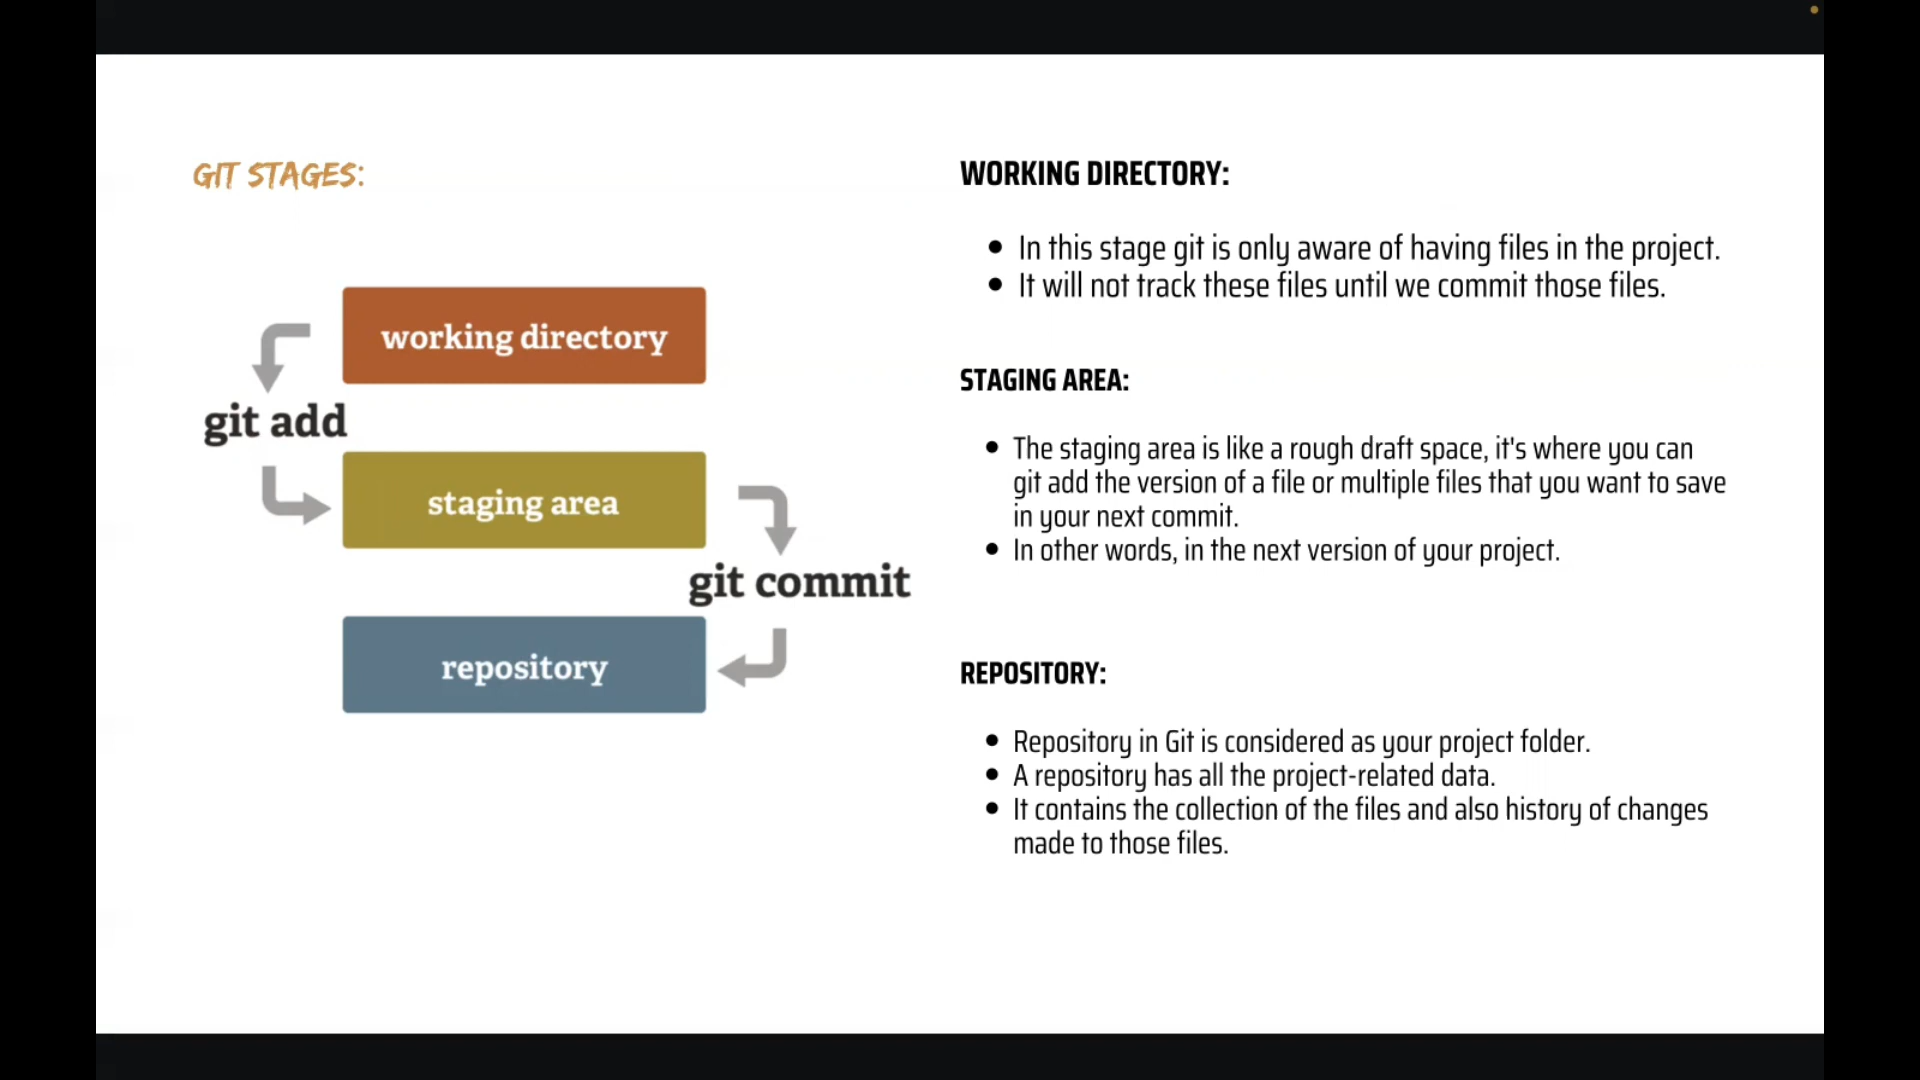 GIT STAGES:
working directory
git add
staging area
git commit
repository
WORKING DIRECTORY:
• In this stage git is only aware of having files in the project.
• It will not track these files until we commit those files.
STAGING AREA:
• The staging area is like a rough draft space, it's where you can
git add the version of a file or multiple files that you want to save
in your next commit.
• In other words, in the next version of your project.
REPOSITORY:
• Repository in Git is considered as your project folder.
• A repository has all the project-related data.
• It contains the collection of the files and also history of changes
made to those files.